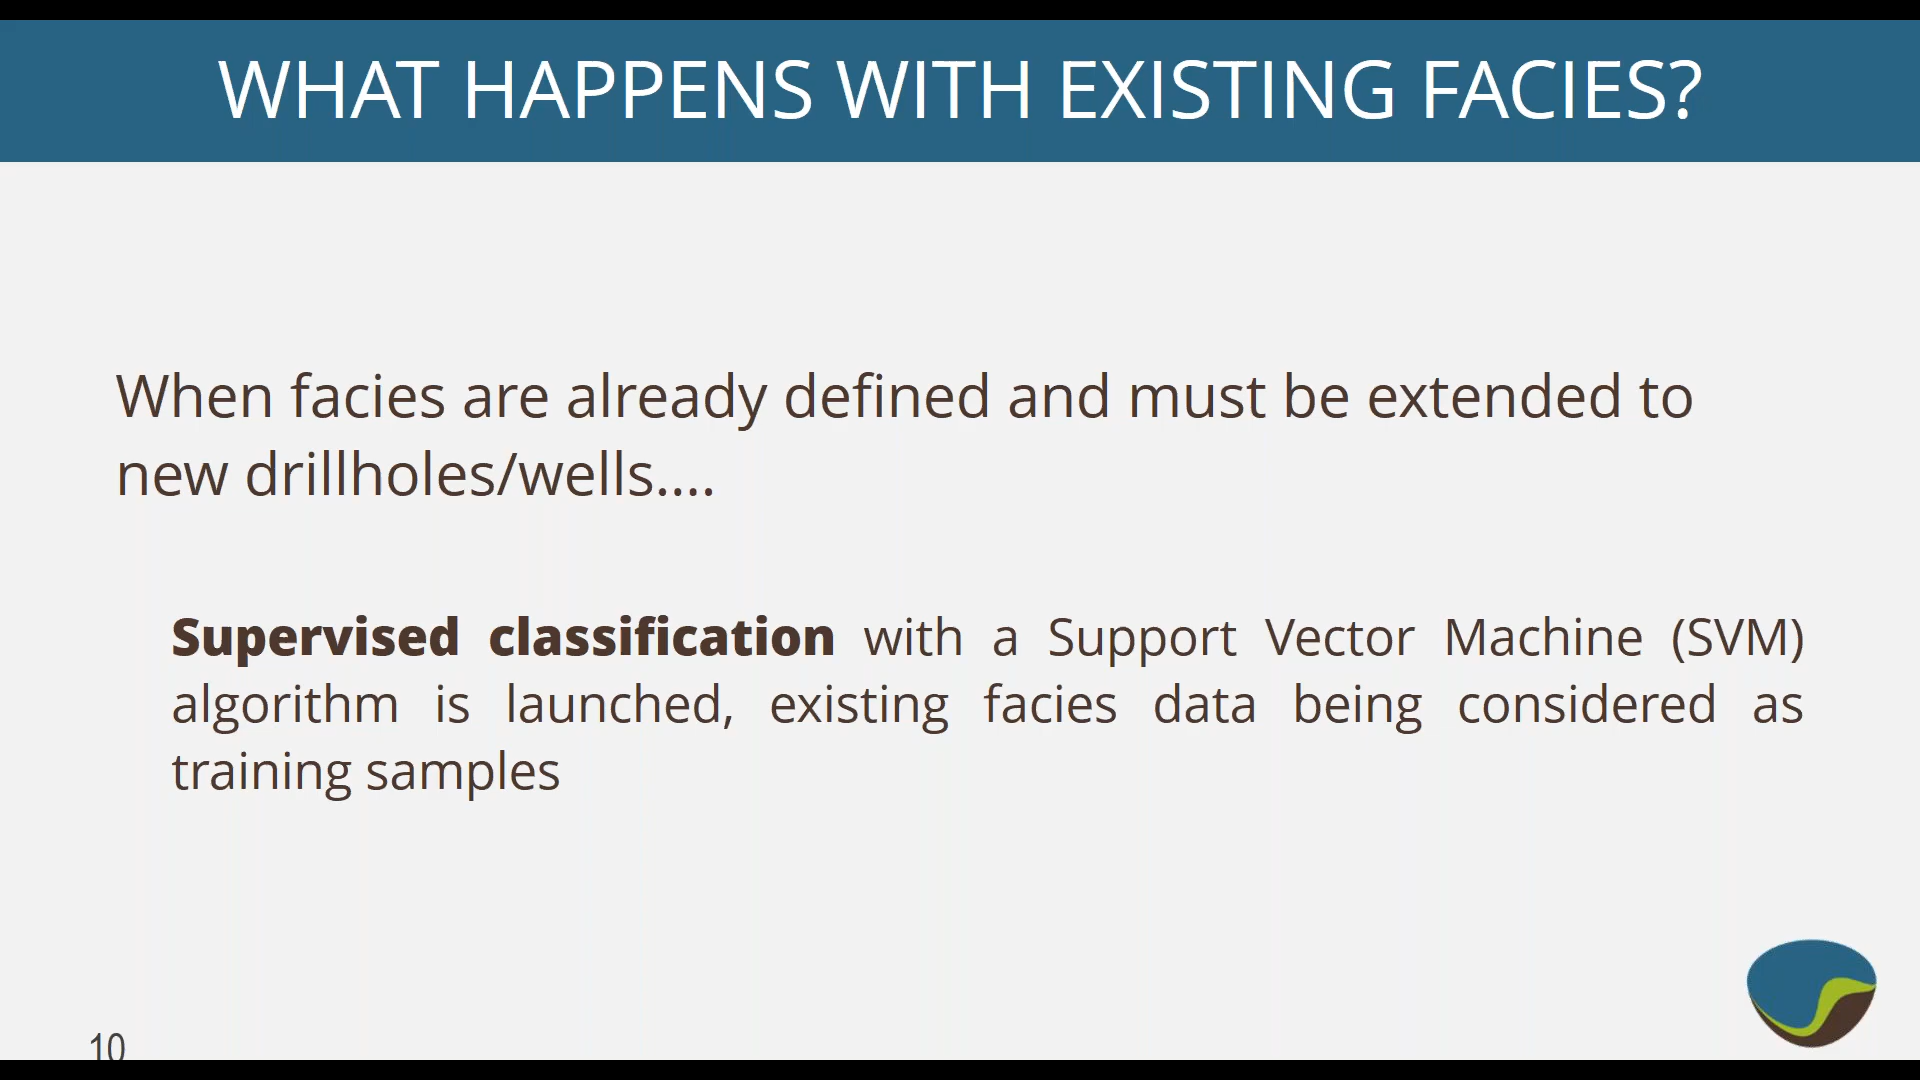 WHAT HAPPENS WITH EXISTING FACIES?
When facies are already defined and must be extended to
new drillholes/wells....
Supervised classification with a Support Vector Machine (SVM)
algorithm is launched, existing facies data being considered as
training samples
10